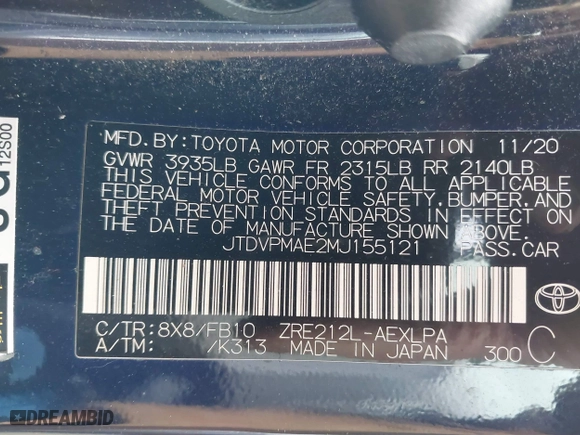 MFD.BY:TOYOTA MOTOR CORPORATION 11/20
GVWR 3935LB GAWR FR 2315LB RR 2140LB
THIS VEHICLE CONFORMS TO ALL APPLICABLE
FEDERAL MOTOR VEHICLE SAFETY,BUMPER,AND
THEFT PREVENTION STANDARDS IN EFFECT ON
THE DATE OF MANUFACTURE SHOWN ABOVE.
JTDVPMAE2MJ155121 PASS.CAR
C/TR:8X8/FB10 ZRE212L-AEXLPA
A/TM: /K313 MADE IN JAPAN 300 C
12S00
DREAMBID